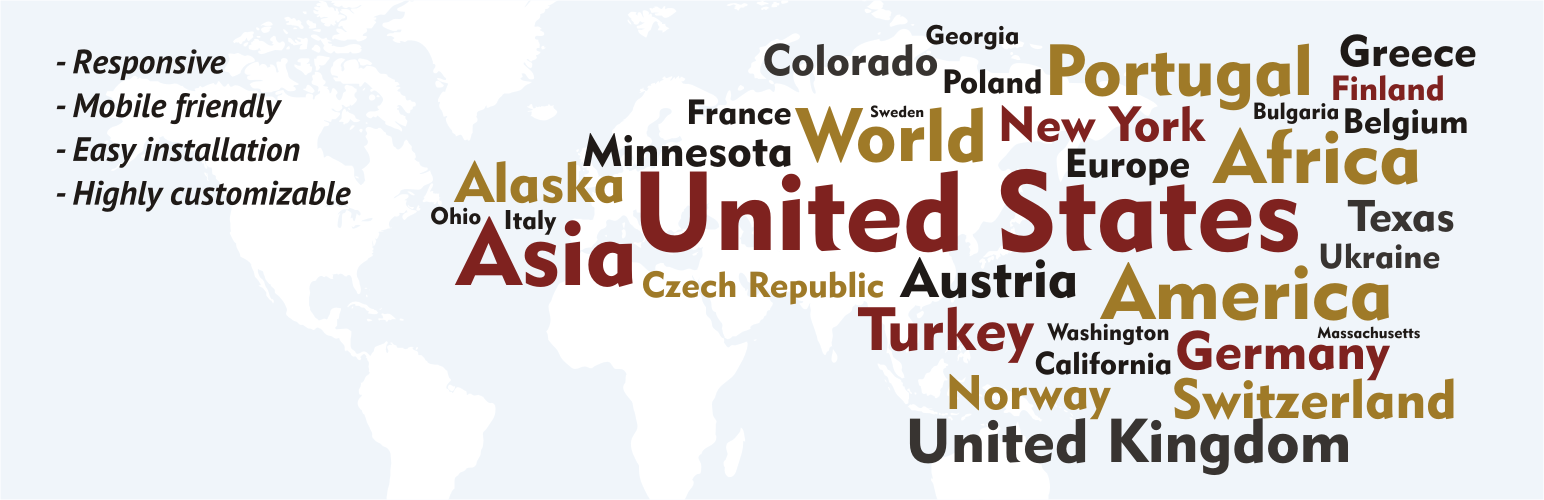 - Responsive
- Mobile friendly
- Easy installation
- Highly customizable
Georgia
Colorado
Poland
Portugal
Greece
Finland
France
Sweden
World
New York
Bulgaria
Belgium
Minnesota
Europe
Africa
Alaska
United States
Ohio
Italy
Texas
Asia
Ukraine
Czech Republic
Austria
America
Turkey
Washington
Massachusetts
California
Germany
Norway
Switzerland
United Kingdom